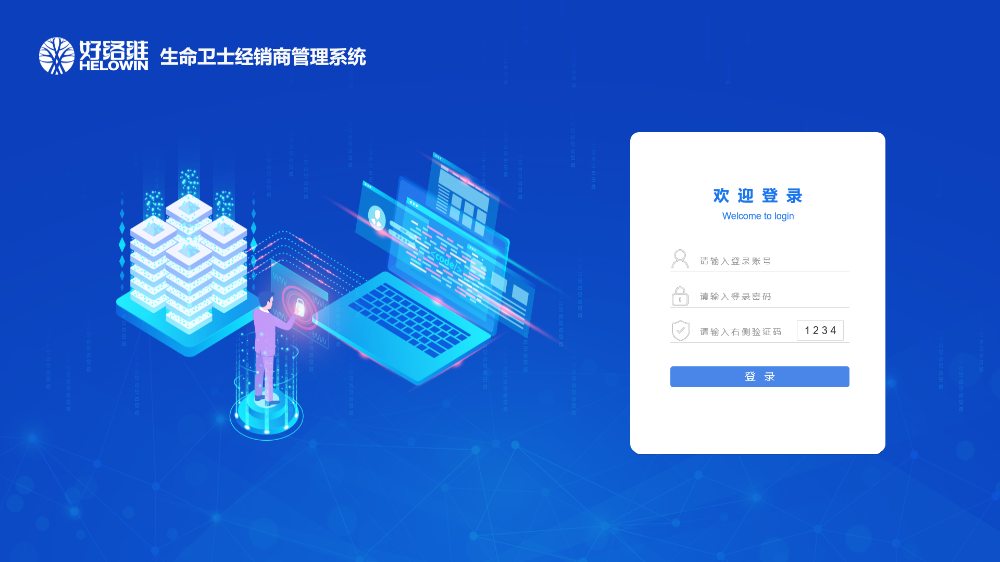 好络维
HELOWIN
生命卫士经销商管理系统
<code/>
欢迎登录
Welcome to login
请输入登录账号
请输入登录密码
请输入右侧验证码
1234
登录